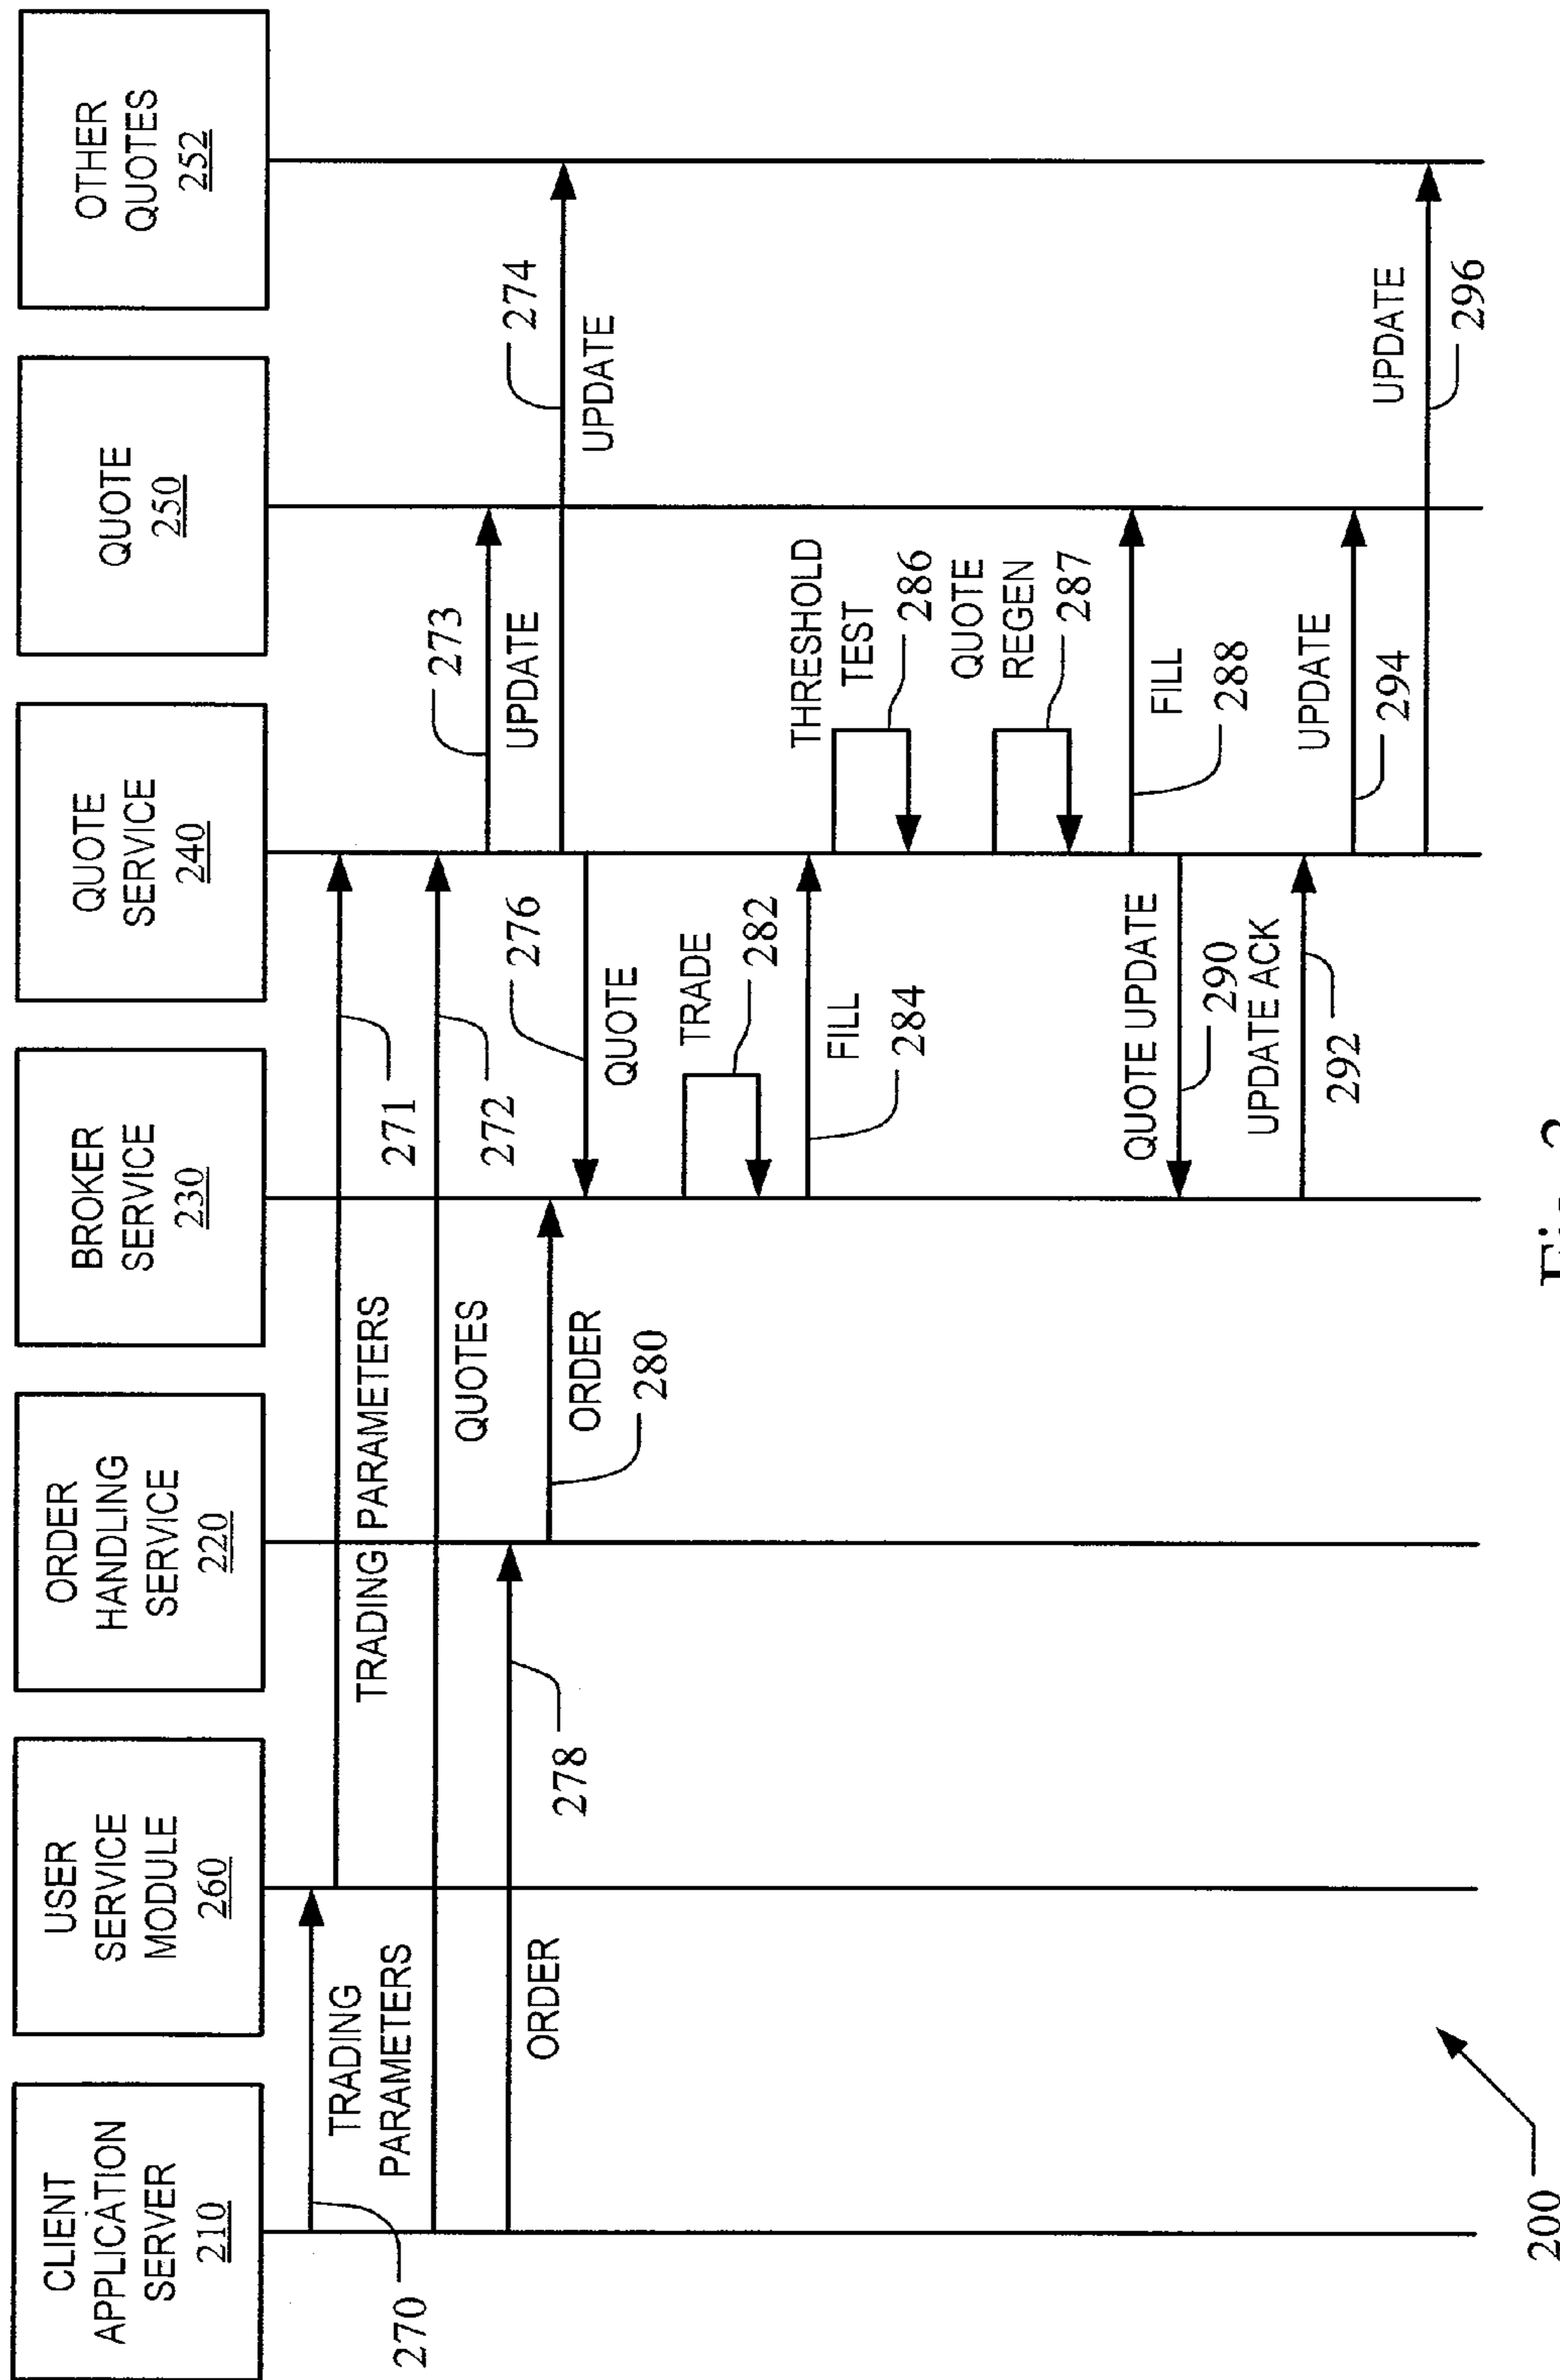 CLIENT
APPLICATION
SERVER
210
USER
SERVICE
MODULE
260
ORDER
HANDLING
SERVICE
220
BROKER
SERVICE
230
QUOTE
SERVICE
240
QUOTE
250
OTHER
QUOTES
252
270
TRADING
PARAMETERS
TRADING PARAMETERS
271
QUOTES
272
273
UPDATE
274
UPDATE
276
QUOTE
278
ORDER
ORDER
280
TRADE
282
FILL
284
THRESHOLD
TEST
286
QUOTE
REGEN
287
FILL
288
QUOTE UPDATE
290
UPDATE ACK
292
UPDATE
294
UPDATE
296
200